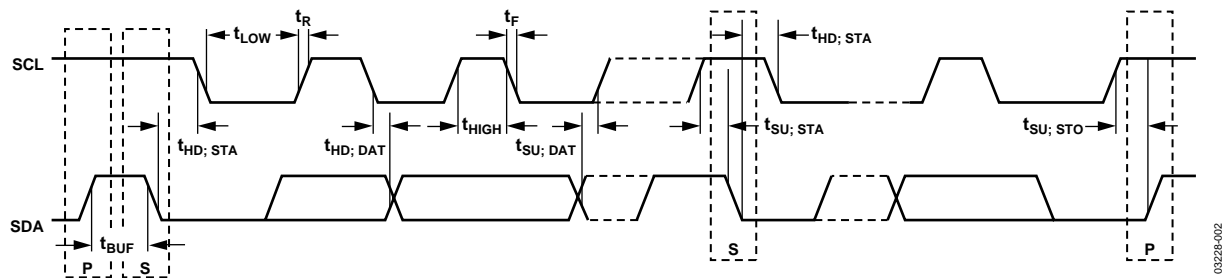 tR
tF
tLOW
tHD; STA
SCL
tHD; STA
tHD; DAT
tHIGH
tSU; DAT
tSU; STA
tSU; STO
SDA
tBUF
P
S
S
P
03228-002